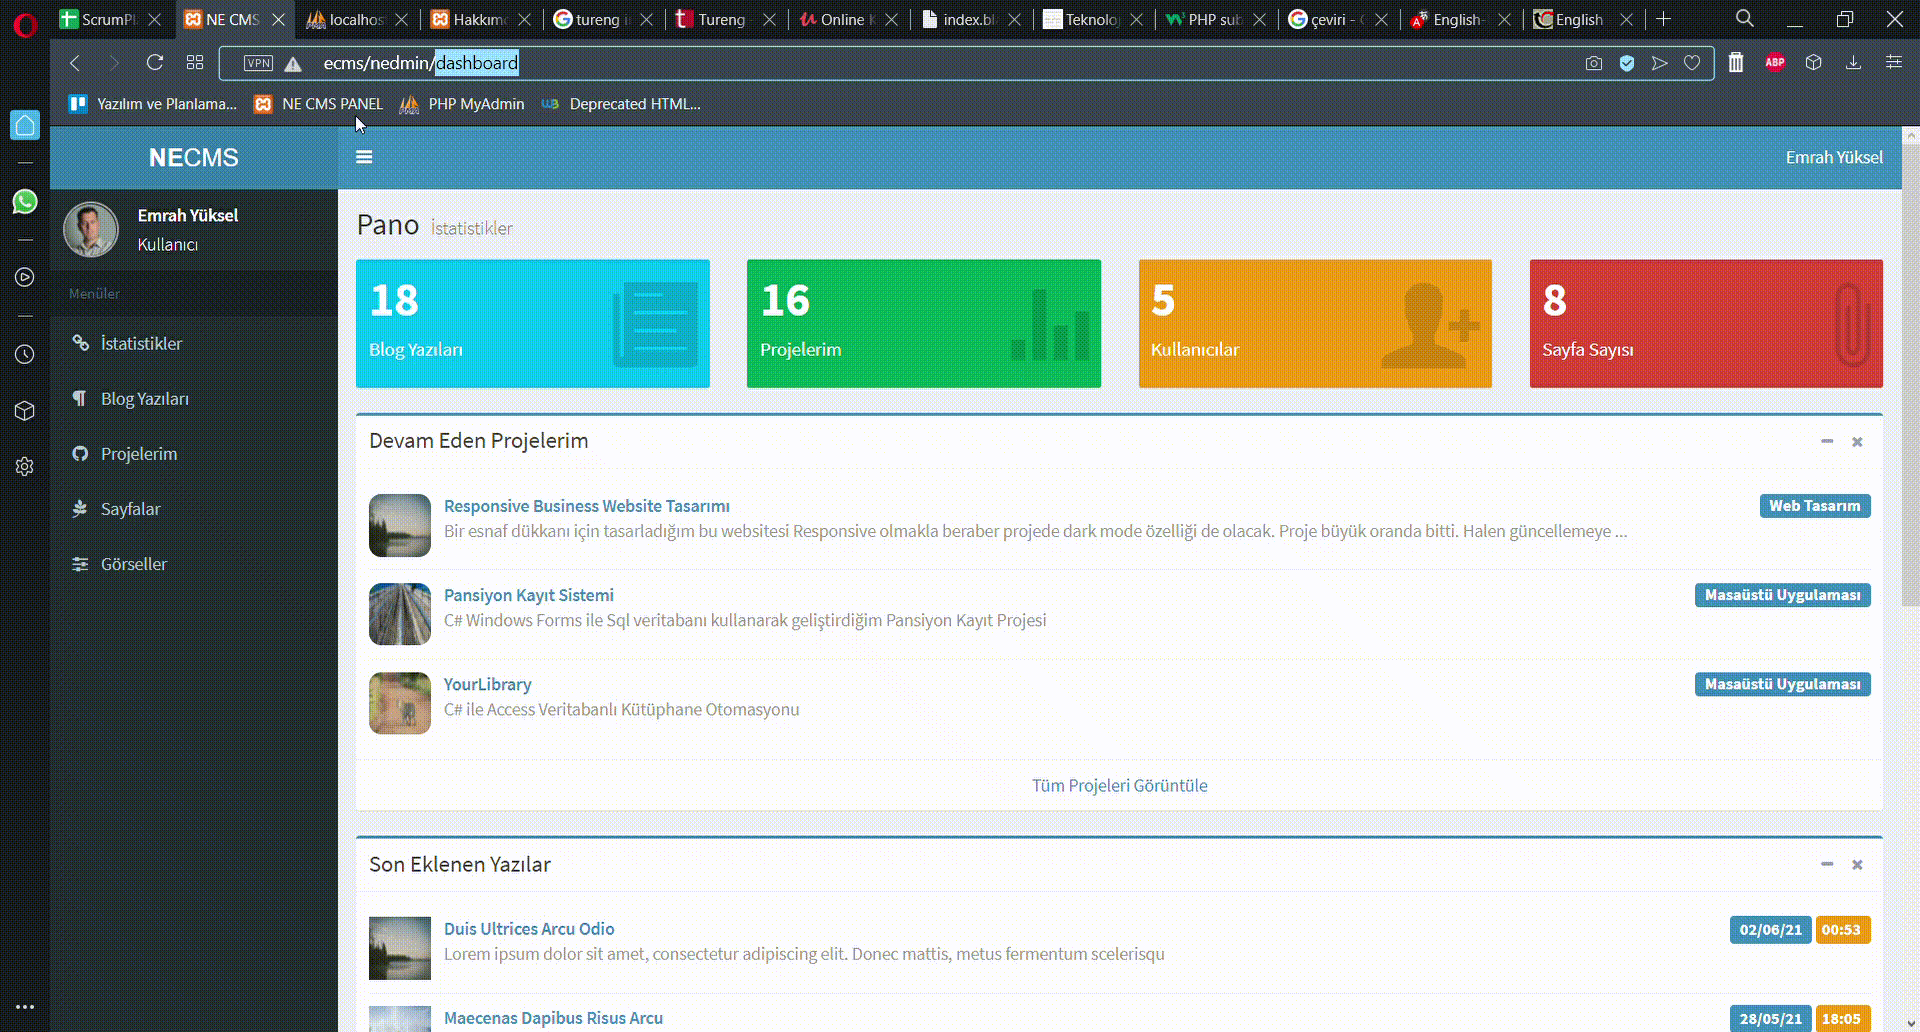 ScrumPl
NE CMS
localhos
Hakkımd
tureng i
Tureng
Online K
index.bl
Teknoloj
PHP sub
çeviri - G
English-
English
VPN
ecms/nedmin/dashboard
ABP
Yazılım ve Planlama...
NE CMS PANEL
PHP MyAdmin
Deprecated HTML...
NECMS
Emrah Yüksel
Emrah Yüksel
Kullanıcı
Menüler
İstatistikler
Blog Yazıları
Projelerim
Sayfalar
Görseller
Pano İstatistikler
18
Blog Yazıları
16
Projelerim
5
Kullanıcılar
8
Sayfa Sayısı
Devam Eden Projelerim
Responsive Business Website Tasarımı
Web Tasarım
Bir esnaf dükkanı için tasarladığım bu websitesi Responsive olmakla beraber projede dark mode özelliği de olacak. Proje büyük oranda bitti. Halen güncellemeye ...
Pansiyon Kayıt Sistemi
Masaüstü Uygulaması
C# Windows Forms ile Sql veritabanı kullanarak geliştirdiğim Pansiyon Kayıt Projesi
YourLibrary
Masaüstü Uygulaması
C# ile Access Veritabanlı Kütüphane Otomasyonu
Tüm Projeleri Görüntüle
Son Eklenen Yazılar
Duis Ultrices Arcu Odio
02/06/21 00:53
Lorem ipsum dolor sit amet, consectetur adipiscing elit. Donec mattis, metus fermentum scelerisqu
Maecenas Dapibus Risus Arcu
28/05/21 18:05